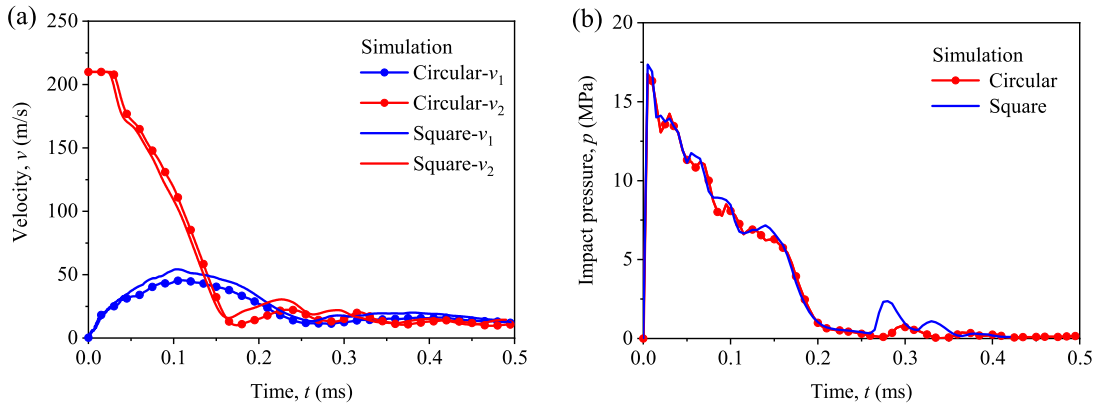 (a)
250
200
150
100
50
0
Velocity, v (m/s)
0.0 0.1 0.2 0.3 0.4 0.5
Time, t (ms)
Simulation
Circular-v1
Circular-v2
Square-v1
Square-v2
(b)
20
15
10
5
0
Impact pressure, p (MPa)
0.0 0.1 0.2 0.3 0.4 0.5
Time, t (ms)
Simulation
Circular
Square